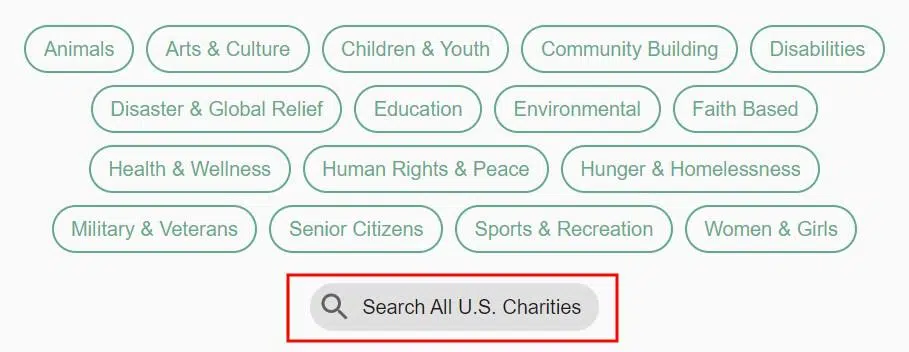 Animals Arts & Culture Children & Youth Community Building Disabilities
Disaster & Global Relief Education Environmental Faith Based
Health & Wellness Human Rights & Peace Hunger & Homelessness
Military & Veterans Senior Citizens Sports & Recreation Women & Girls
Search All U.S. Charities